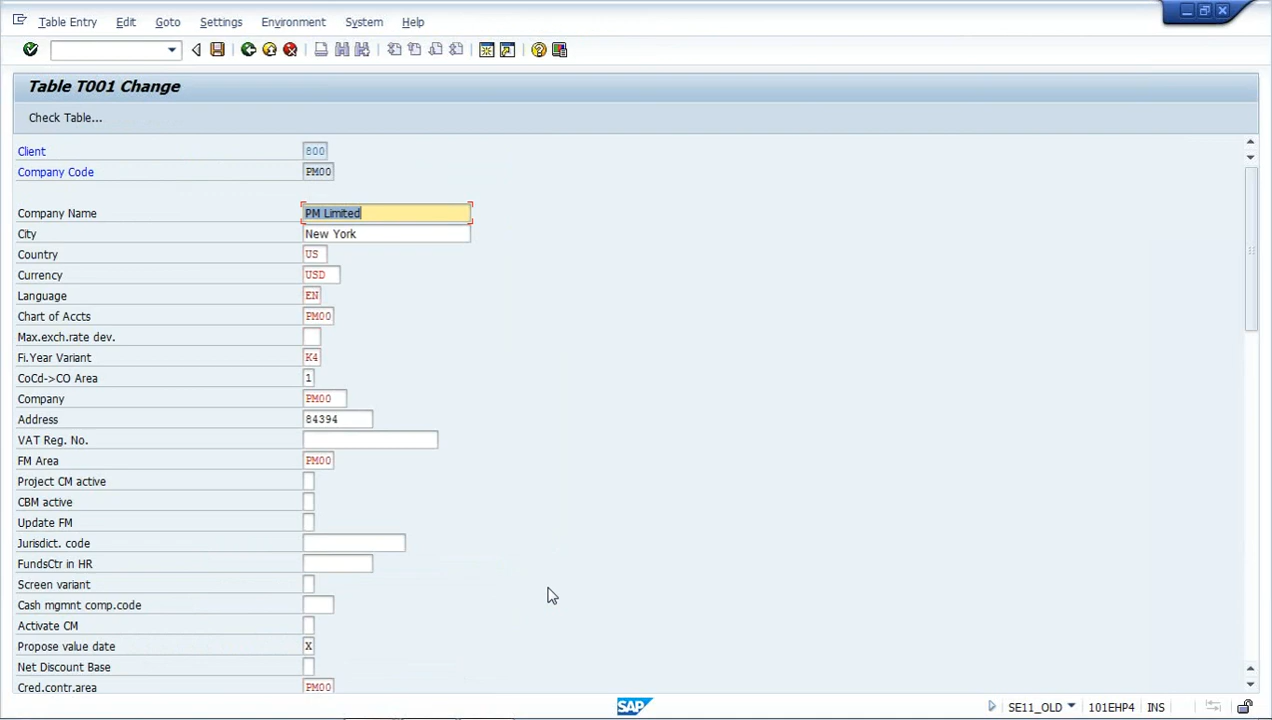 Table Entry Edit Goto Settings Environment System Help
Table T001 Change
Check Table...
Client 800
Company Code PM00
Company Name PM Limited
City New York
Country US
Currency USD
Language EN
Chart of Accts PM00
Max.exch.rate dev.
Fi.Year Variant K4
CoCd->CO Area 1
Company PM00
Address 84394
VAT Reg. No.
FM Area PM00
Project CM active
CBM active
Update FM
Jurisdict. code
FundsCtr in HR
Screen variant
Cash mgmnt comp.code
Activate CM
Propose value date X
Net Discount Base
Cred.contr.area PM00
SAP SE11_OLD 101EHP4 INS